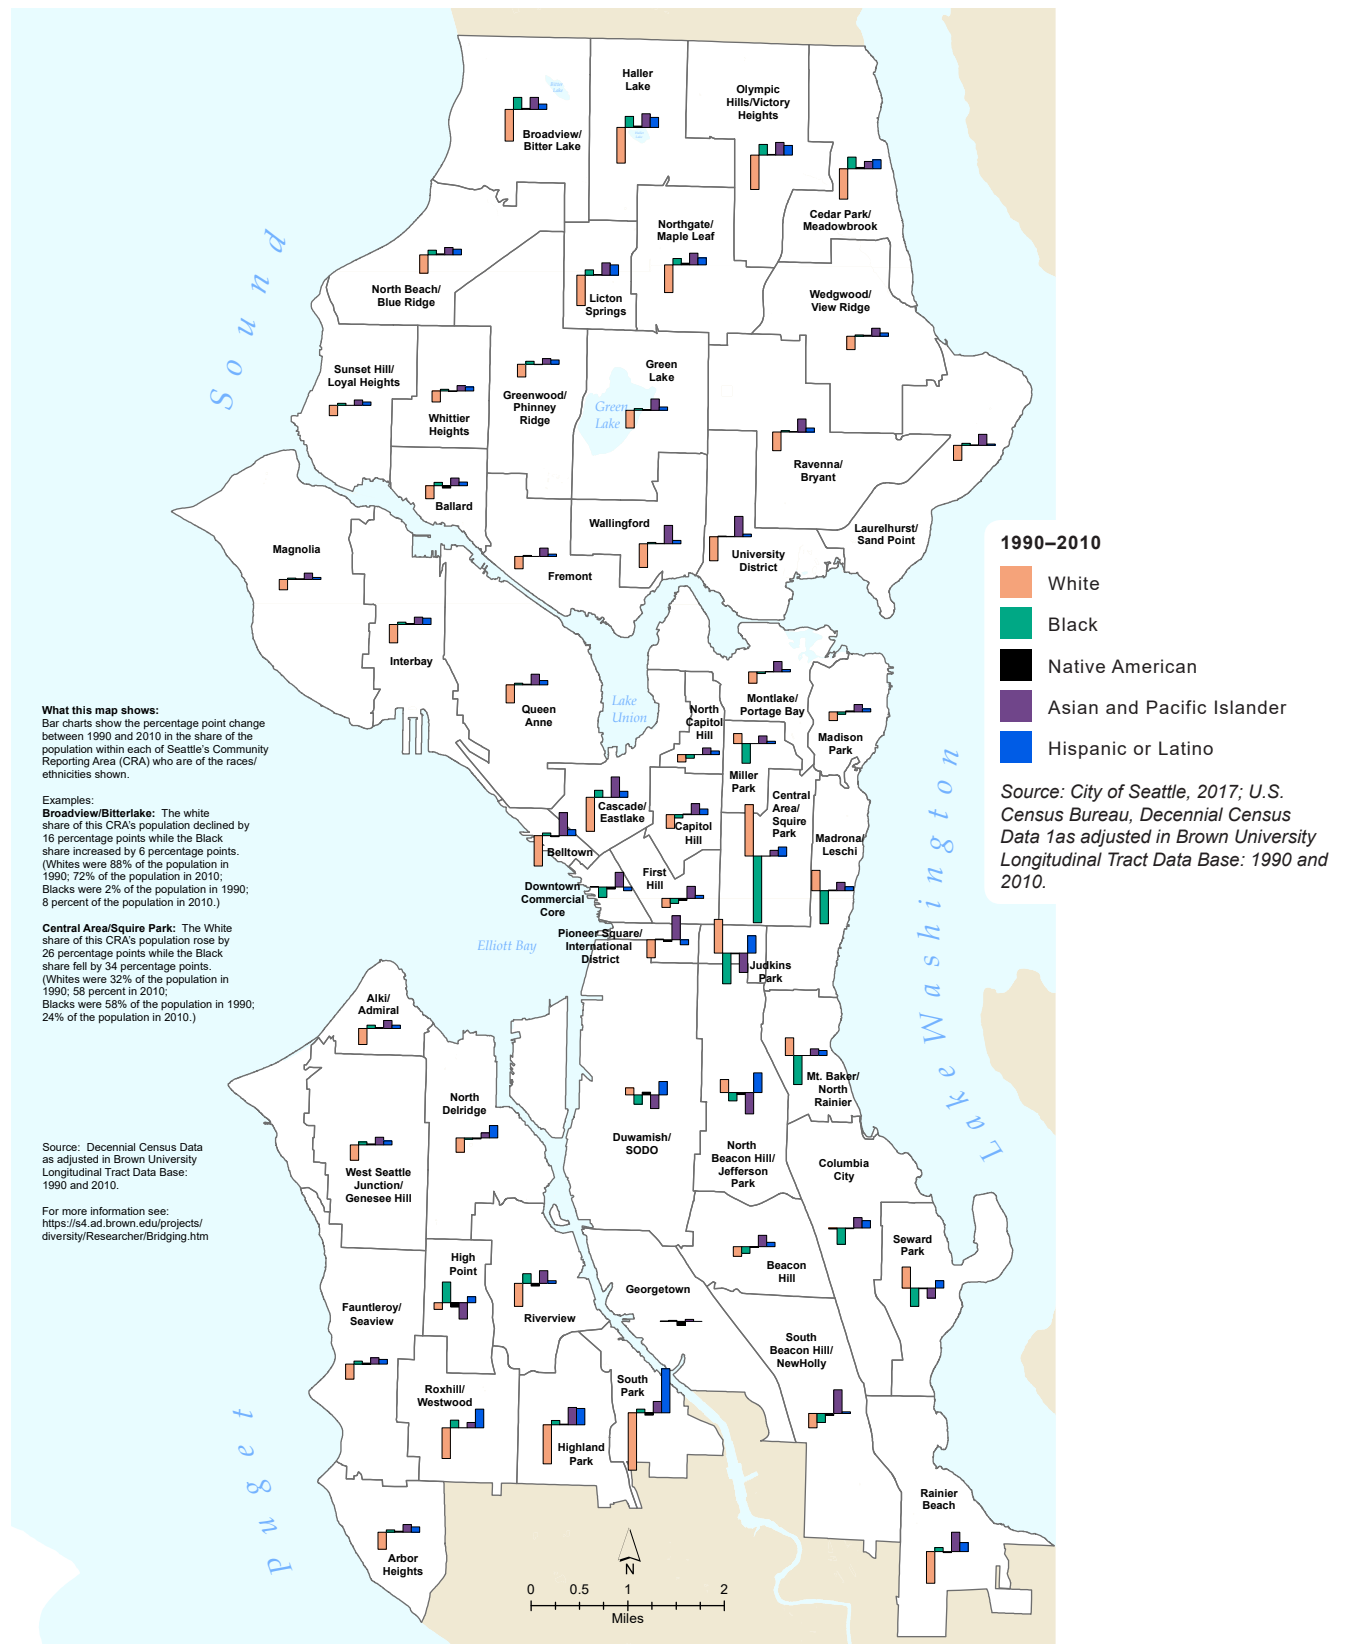 Haller
Lake
Olympic
Hills/Victory
Heights
Bitter
Lake
Broadview/
Bitter Lake
Cedar Park/
Meadowbrook
Northgate/
Maple Leaf
North Beach/
Blue Ridge
Licton
Springs
Wedgwood/
View Ridge
Sound
Sunset Hill/
Loyal Heights
Whittier
Heights
Greenwood/
Phinney
Ridge
Green
Lake
Green
Lake
Ravenna/
Bryant
Ballard
Laurelhurst/
Sand Point
Wallingford
University
District
Magnolia
Fremont
1990–2010
White
Black
Native American
Asian and Pacific Islander
Hispanic or Latino
Source: City of Seattle, 2017; U.S.
Census Bureau, Decennial Census
Data 1as adjusted in Brown University
Longitudinal Tract Data Base: 1990 and
2010.
Interbay
Queen
Anne
Lake
Union
North
Capitol
Hill
Montlake/
Portage Bay
Madison
Park
What this map shows:
Bar charts show the percentage point change
between 1990 and 2010 in the share of the
population within each of Seattle's Community
Reporting Area (CRA) who are of the races/
ethnicities shown.
Examples:
Broadview/Bitterlake: The white
share of this CRA's population declined by
16 percentage points while the Black
share increased by 6 percentage points.
(Whites were 88% of the population in
1990; 72% of the population in 2010;
Blacks were 2% of the population in 1990;
8 percent of the population in 2010.)
Central Area/Squire Park: The White
share of this CRA's population rose by
26 percentage points while the Black
share fell by 34 percentage points.
(Whites were 32% of the population in
1990; 58 percent in 2010;
Blacks were 58% of the population in 1990;
24% of the population in 2010.)
Miller
Park
Central
Area/
Squire
Park
Cascade/
Eastlake
Capitol
Hill
Madrona/
Leschi
Belltown
First
Hill
Downtown
Commercial
Core
Pioneer Square/
International
District
Elliott Bay
Judkins
Park
Lake Washington
Alki/
Admiral
Mt. Baker/
North
Rainier
North
Delridge
Duwamish/
SODO
North
Beacon Hill/
Jefferson
Park
Columbia
City
West Seattle
Junction/
Genesee Hill
Source: Decennial Census Data
as adjusted in Brown University
Longitudinal Tract Data Base:
1990 and 2010.
For more information see:
https://s4.ad.brown.edu/projects/
diversity/Researcher/Bridging.htm
Seward
Park
High
Point
Beacon
Hill
Georgetown
Fauntleroy/
Seaview
Riverview
South
Beacon Hill/
NewHolly
Roxhill/
Westwood
South
Park
Highland
Park
Puget
Rainier
Beach
Arbor
Heights
N
0 0.5 1 2
Miles